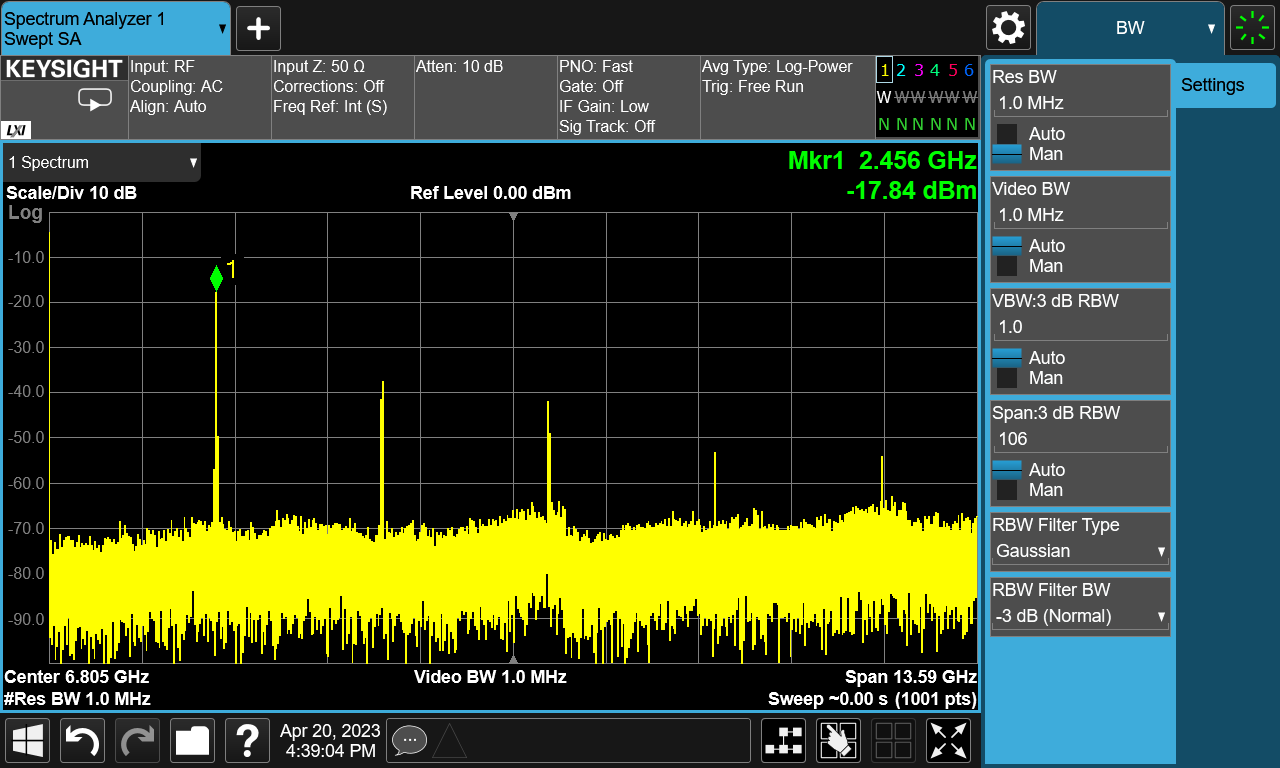 Spectrum Analyzer 1
Swept SA
BW
KEYSIGHT
LXI
Input: RF
Coupling: AC
Align: Auto
Input Z: 50 Ω
Corrections: Off
Freq Ref: Int (S)
Atten: 10 dB
PNO: Fast
Gate: Off
IF Gain: Low
Sig Track: Off
Avg Type: Log-Power
Trig: Free Run
1 2 3 4 5 6
W W W W W W
N N N N N N
1 Spectrum
Mkr1 2.456 GHz
-17.84 dBm
Scale/Div 10 dB
Ref Level 0.00 dBm
Log
1
-10.0
-20.0
-30.0
-40.0
-50.0
-60.0
-70.0
-80.0
-90.0
Center 6.805 GHz
Video BW 1.0 MHz
Span 13.59 GHz
#Res BW 1.0 MHz
Sweep ~0.00 s (1001 pts)
Res BW
1.0 MHz
Auto
Man
Video BW
1.0 MHz
Auto
Man
VBW:3 dB RBW
1.0
Auto
Man
Span:3 dB RBW
106
Auto
Man
RBW Filter Type
Gaussian
RBW Filter BW
-3 dB (Normal)
Settings
?
Apr 20, 2023
4:39:04 PM